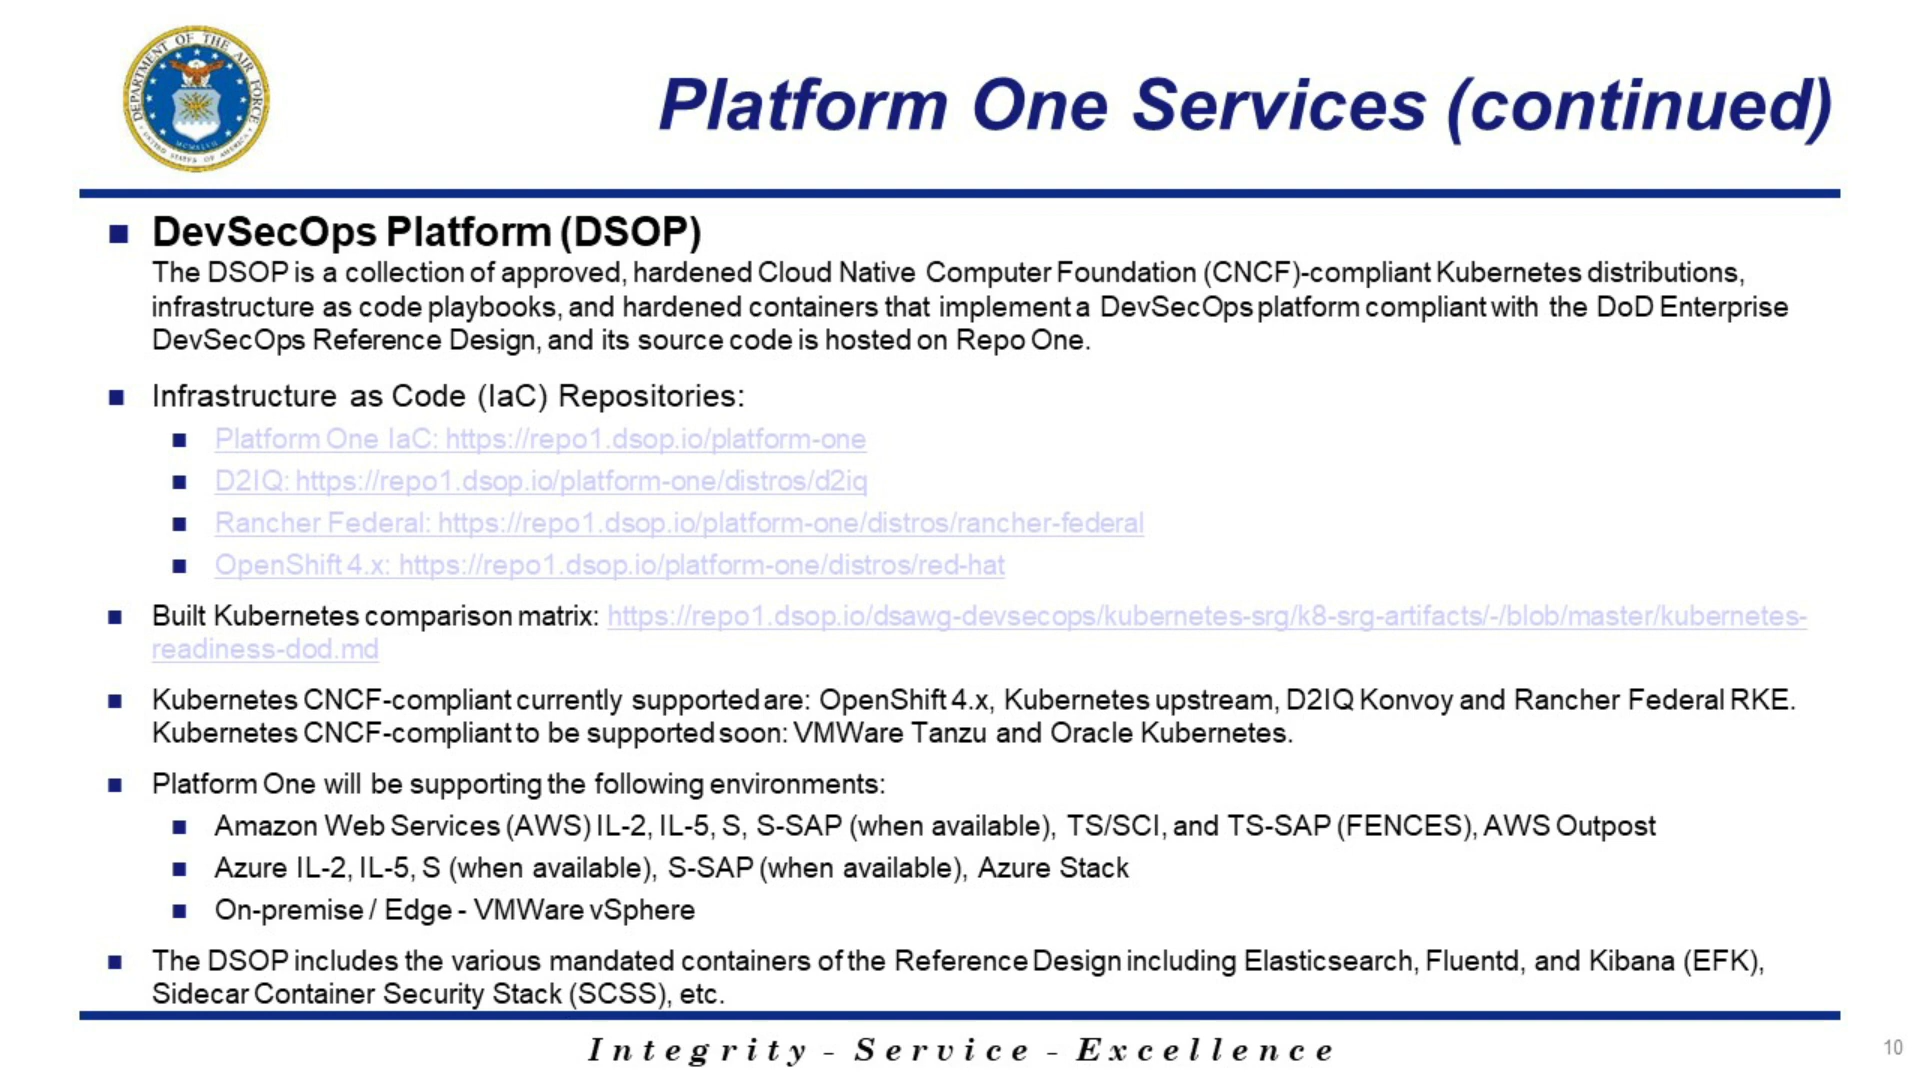 DEPARTMENT OF THE AIR FORCE
MCMXLVII
UNITED STATES OF AMERICA
Platform One Services (continued)
DevSecOps Platform (DSOP)
The DSOP is a collection of approved, hardened Cloud Native Computer Foundation (CNCF)-compliant Kubernetes distributions,
infrastructure as code playbooks, and hardened containers that implement a DevSecOps platform compliant with the DoD Enterprise
DevSecOps Reference Design, and its source code is hosted on Repo One.
Infrastructure as Code (IaC) Repositories:
Platform One IaC: https://repo1.dsop.io/platform-one
D2IQ: https://repo1.dsop.io/platform-one/distros/d2iq
Rancher Federal: https://repo1.dsop.io/platform-one/distros/rancher-federal
OpenShift 4.x: https://repo1.dsop.io/platform-one/distros/red-hat
Built Kubernetes comparison matrix: https://repo1.dsop.io/dsawg-devsecops/kubernetes-srg/k8-srg-artifacts/-/blob/master/kubernetes-
readiness-dod.md
Kubernetes CNCF-compliant currently supported are: OpenShift 4.x, Kubernetes upstream, D2IQ Konvoy and Rancher Federal RKE.
Kubernetes CNCF-compliant to be supported soon: VMWare Tanzu and Oracle Kubernetes.
Platform One will be supporting the following environments:
Amazon Web Services (AWS) IL-2, IL-5, S, S-SAP (when available), TS/SCI, and TS-SAP (FENCES), AWS Outpost
Azure IL-2, IL-5, S (when available), S-SAP (when available), Azure Stack
On-premise / Edge - VMWare vSphere
The DSOP includes the various mandated containers of the Reference Design including Elasticsearch, Fluentd, and Kibana (EFK),
Sidecar Container Security Stack (SCSS), etc.
Integrity - Service - Excellence
10